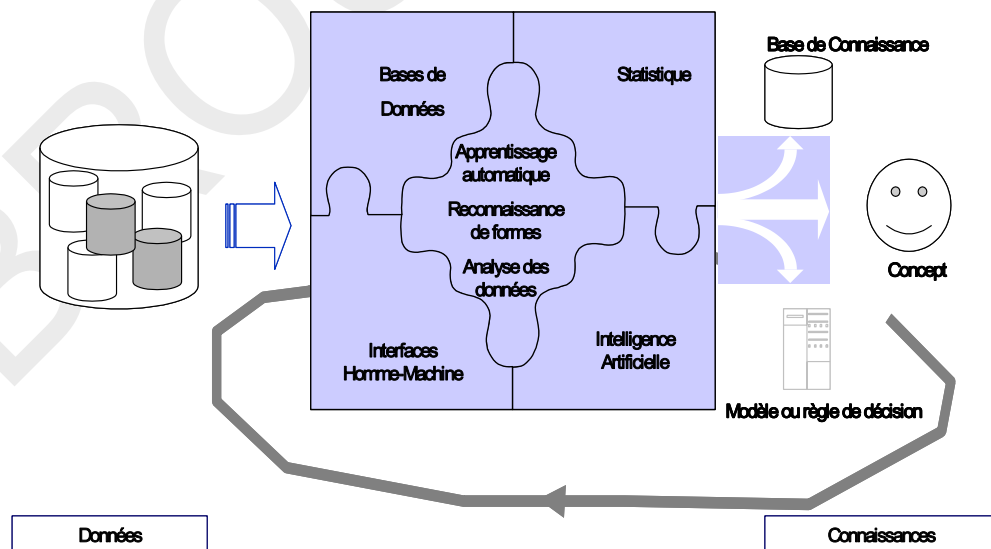 Base de Connaissance
Bases de
Données
Statistique
Apprentissage
automatique
Reconnaissance
de formes
Analyse des
données
Concept
Interfaces
Homme-Machine
Intelligence
Artificielle
Modèle ou règle de décision
Données
Connaissances